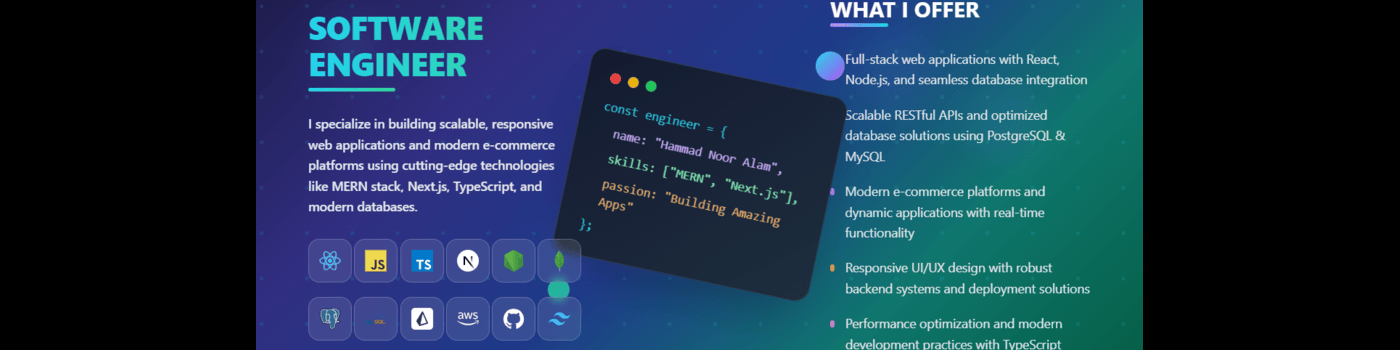 SOFTWARE
ENGINEER
I specialize in building scalable, responsive
web applications and modern e-commerce
platforms using cutting-edge technologies
like MERN stack, Next.js, TypeScript, and
modern databases.
JS
TS
N
SQL
aws
const engineer = {
name: "Hammad Noor Alam",
skills: ["MERN", "Next.js"],
passion: "Building Amazing
Apps"
};
WHAT I OFFER
Full-stack web applications with React,
Node.js, and seamless database integration
Scalable RESTful APIs and optimized
database solutions using PostgreSQL &
MySQL
Modern e-commerce platforms and
dynamic applications with real-time
functionality
Responsive UI/UX design with robust
backend systems and deployment solutions
Performance optimization and modern
development practices with TypeScript